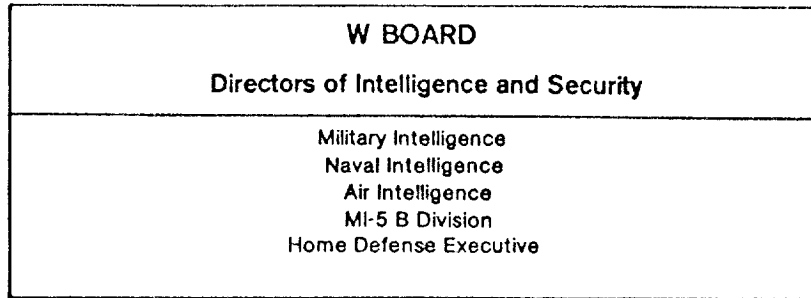 W BOARD
Directors of Intelligence and Security
Military Intelligence
Naval Intelligence
Air Intelligence
MI-5 B Division
Home Defense Executive